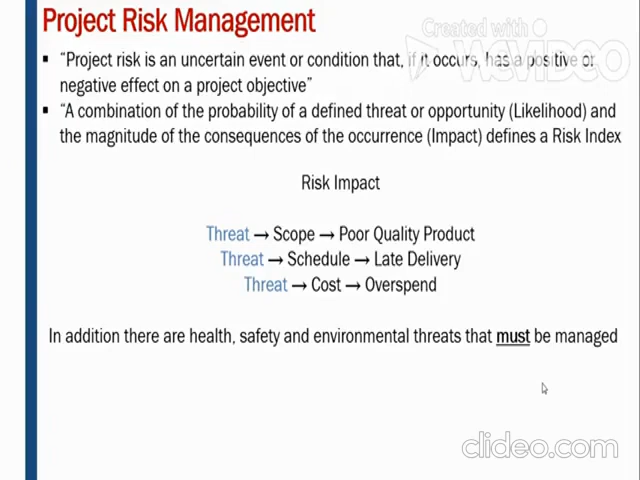 Project Risk Management
Created with
WeVIDEO
▪ “Project risk is an uncertain event or condition that, if it occurs, has a positive or
negative effect on a project objective”
▪ “A combination of the probability of a defined threat or opportunity (Likelihood) and
the magnitude of the consequences of the occurrence (Impact) defines a Risk Index
Risk Impact
Threat → Scope → Poor Quality Product
Threat → Schedule → Late Delivery
Threat → Cost → Overspend
In addition there are health, safety and environmental threats that must be managed
clideo.com